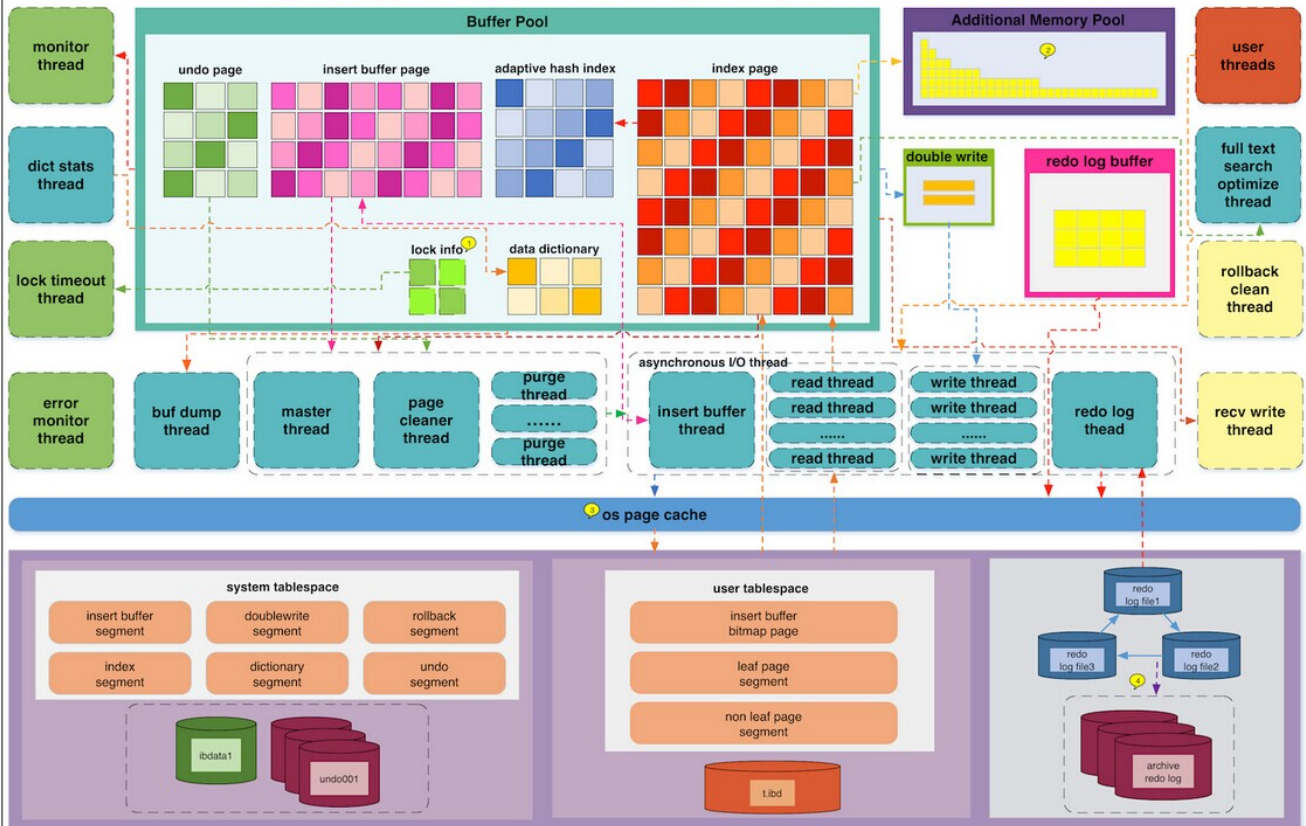 Buffer Pool
Additional Memory Pool
monitor
thread
user
threads
undo page
insert buffer page
adaptive hash index
index page
2
dict stats
thread
full text
search
optimize
thread
double write
redo log buffer
lock timeout
thread
lock info
1
data dictionary
rollback
clean
thread
asynchronous I/O thread
error
monitor
thread
buf dump
thread
master
thread
page
cleaner
thread
purge
thread
......
purge
thread
insert buffer
thread
read thread
read thread
......
read thread
write thread
write thread
......
write thread
redo log
thead
recv write
thread
3
os page cache
system tablespace
insert buffer
segment
doublewrite
segment
rollback
segment
index
segment
dictionary
segment
undo
segment
ibdata1
undo001
user tablespace
insert buffer
bitmap page
leaf page
segment
non leaf page
segment
t.ibd
redo
log file1
redo
log file3
redo
log file2
4
archive
redo log